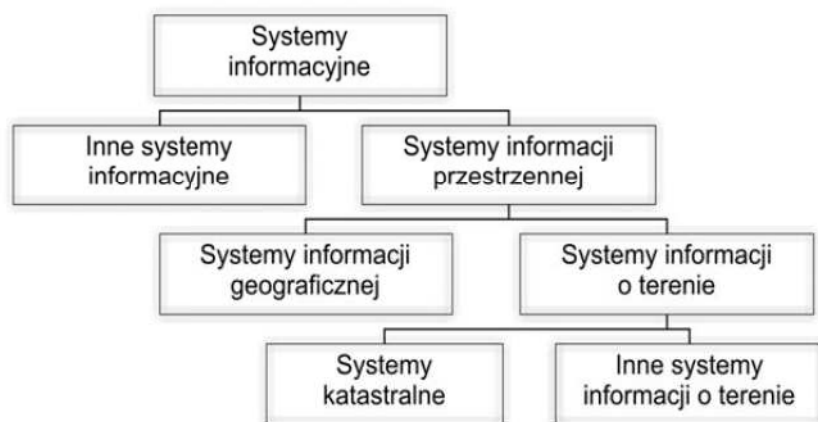 Systemy
informacyjne
Inne systemy
informacyjne
Systemy informacji
przestrzennej
Systemy informacji
geograficznej
Systemy informacji
o terenie
Systemy
katastralne
Inne systemy
informacji o terenie